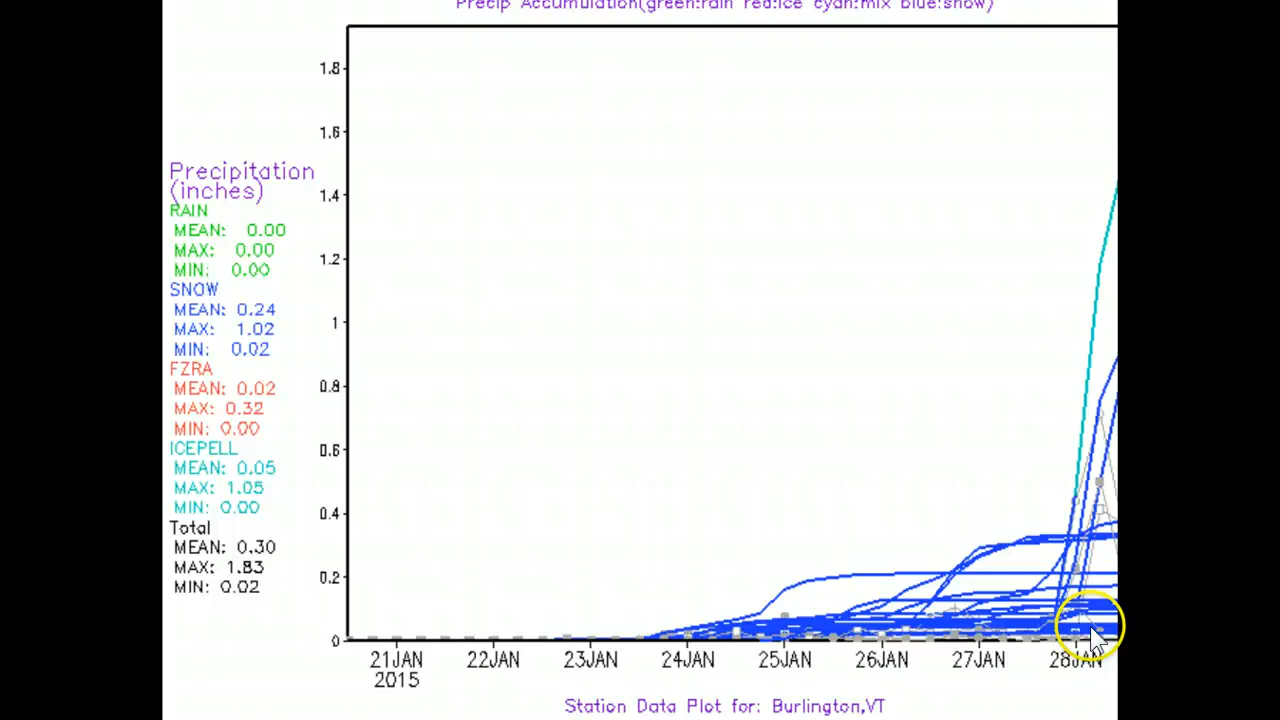 Precip Accumulation(green:rain red:ice cyan:mix blue:snow)
1.8
1.6
1.4
1.2
1
0.8
0.6
0.4
0.2
0
Precipitation
(inches)
RAIN
MEAN: 0.00
MAX: 0.00
MIN: 0.00
SNOW
MEAN: 0.24
MAX: 1.02
MIN: 0.02
FZRA
MEAN: 0.02
MAX: 0.32
MIN: 0.00
ICEPELL
MEAN: 0.05
MAX: 1.05
MIN: 0.00
Total
MEAN: 0.30
MAX: 1.83
MIN: 0.02
21JAN 22JAN 23JAN 24JAN 25JAN 26JAN 27JAN 28JAN
2015
Station Data Plot for: Burlington,VT